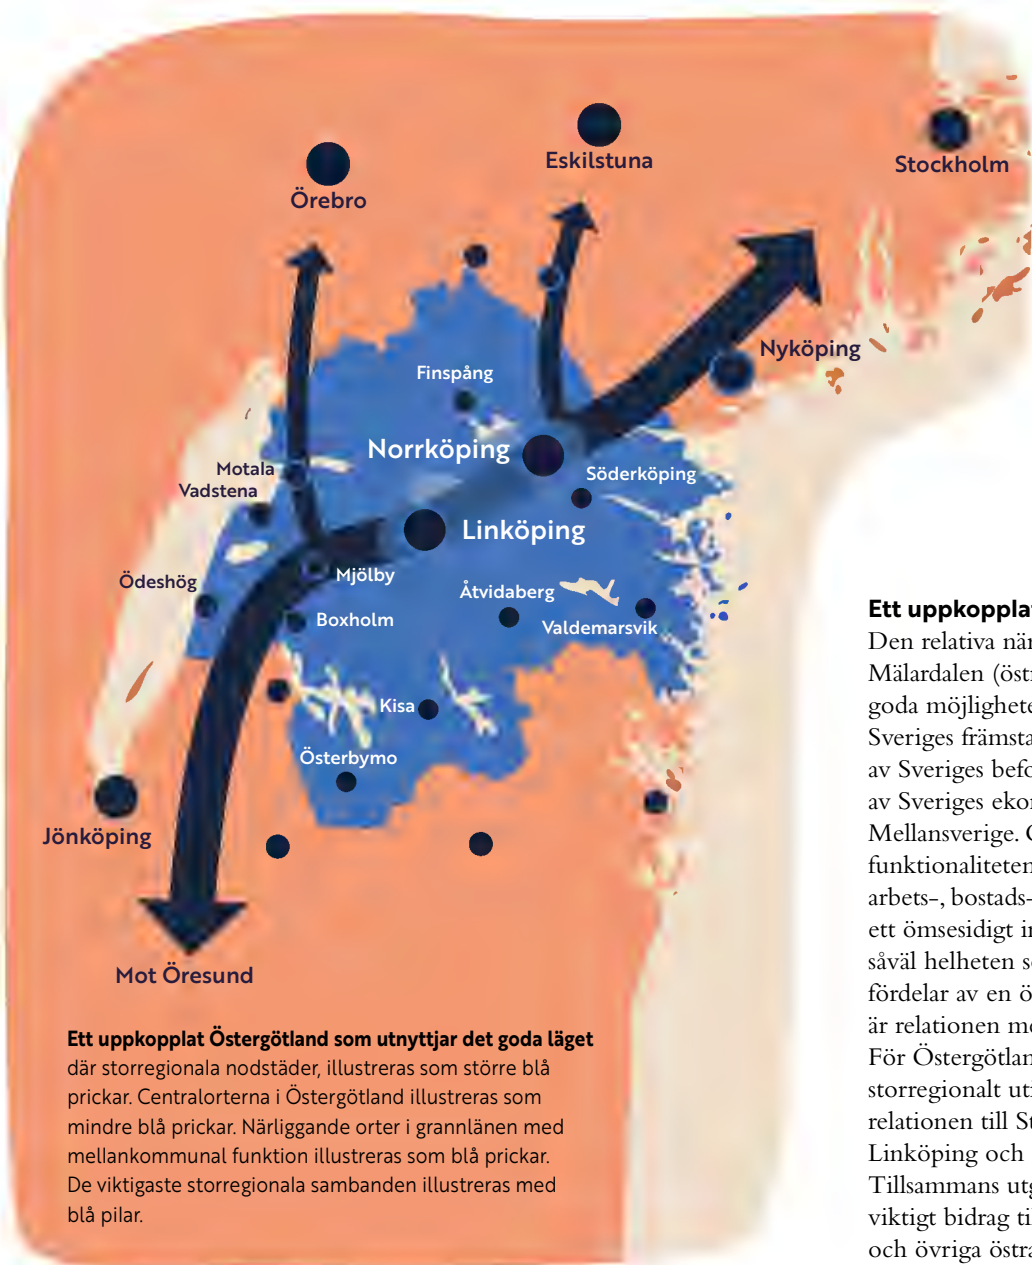 Eskilstuna
Stockholm
Örebro
Nyköping
Finspång
Norrköping
Motala
Söderköping
Vadstena
Linköping
Mjölby
Ödeshög
Åtvidaberg
Boxholm
Valdemarsvik
Kisa
Österbymo
Jönköping
Mot Öresund
Ett uppkopplat Östergötland som utnyttjar det goda läget
där storregionala nodstäder, illustreras som större blå
prickar. Centralorterna i Östergötland illustreras som
mindre blå prickar. Närliggande orter i grannlänen med
mellankommunal funktion illustreras som blå prickar.
De viktigaste storregionala sambanden illustreras med
blå pilar.
Ett uppkopplat
Den relativa när
Mälardalen (öst
goda möjlighete
Sveriges främsta
av Sveriges befo
av Sveriges eko
Mellansverige.
funktionaliteten
arbets-, bostads-
ett ömsesidigt i
såväl helheten s
fördelar av en ö
är relationen me
För Östergötlan
storregionalt ut
relationen till St
Linköping och
Tillsammans utg
viktigt bidrag ti
och övriga östra